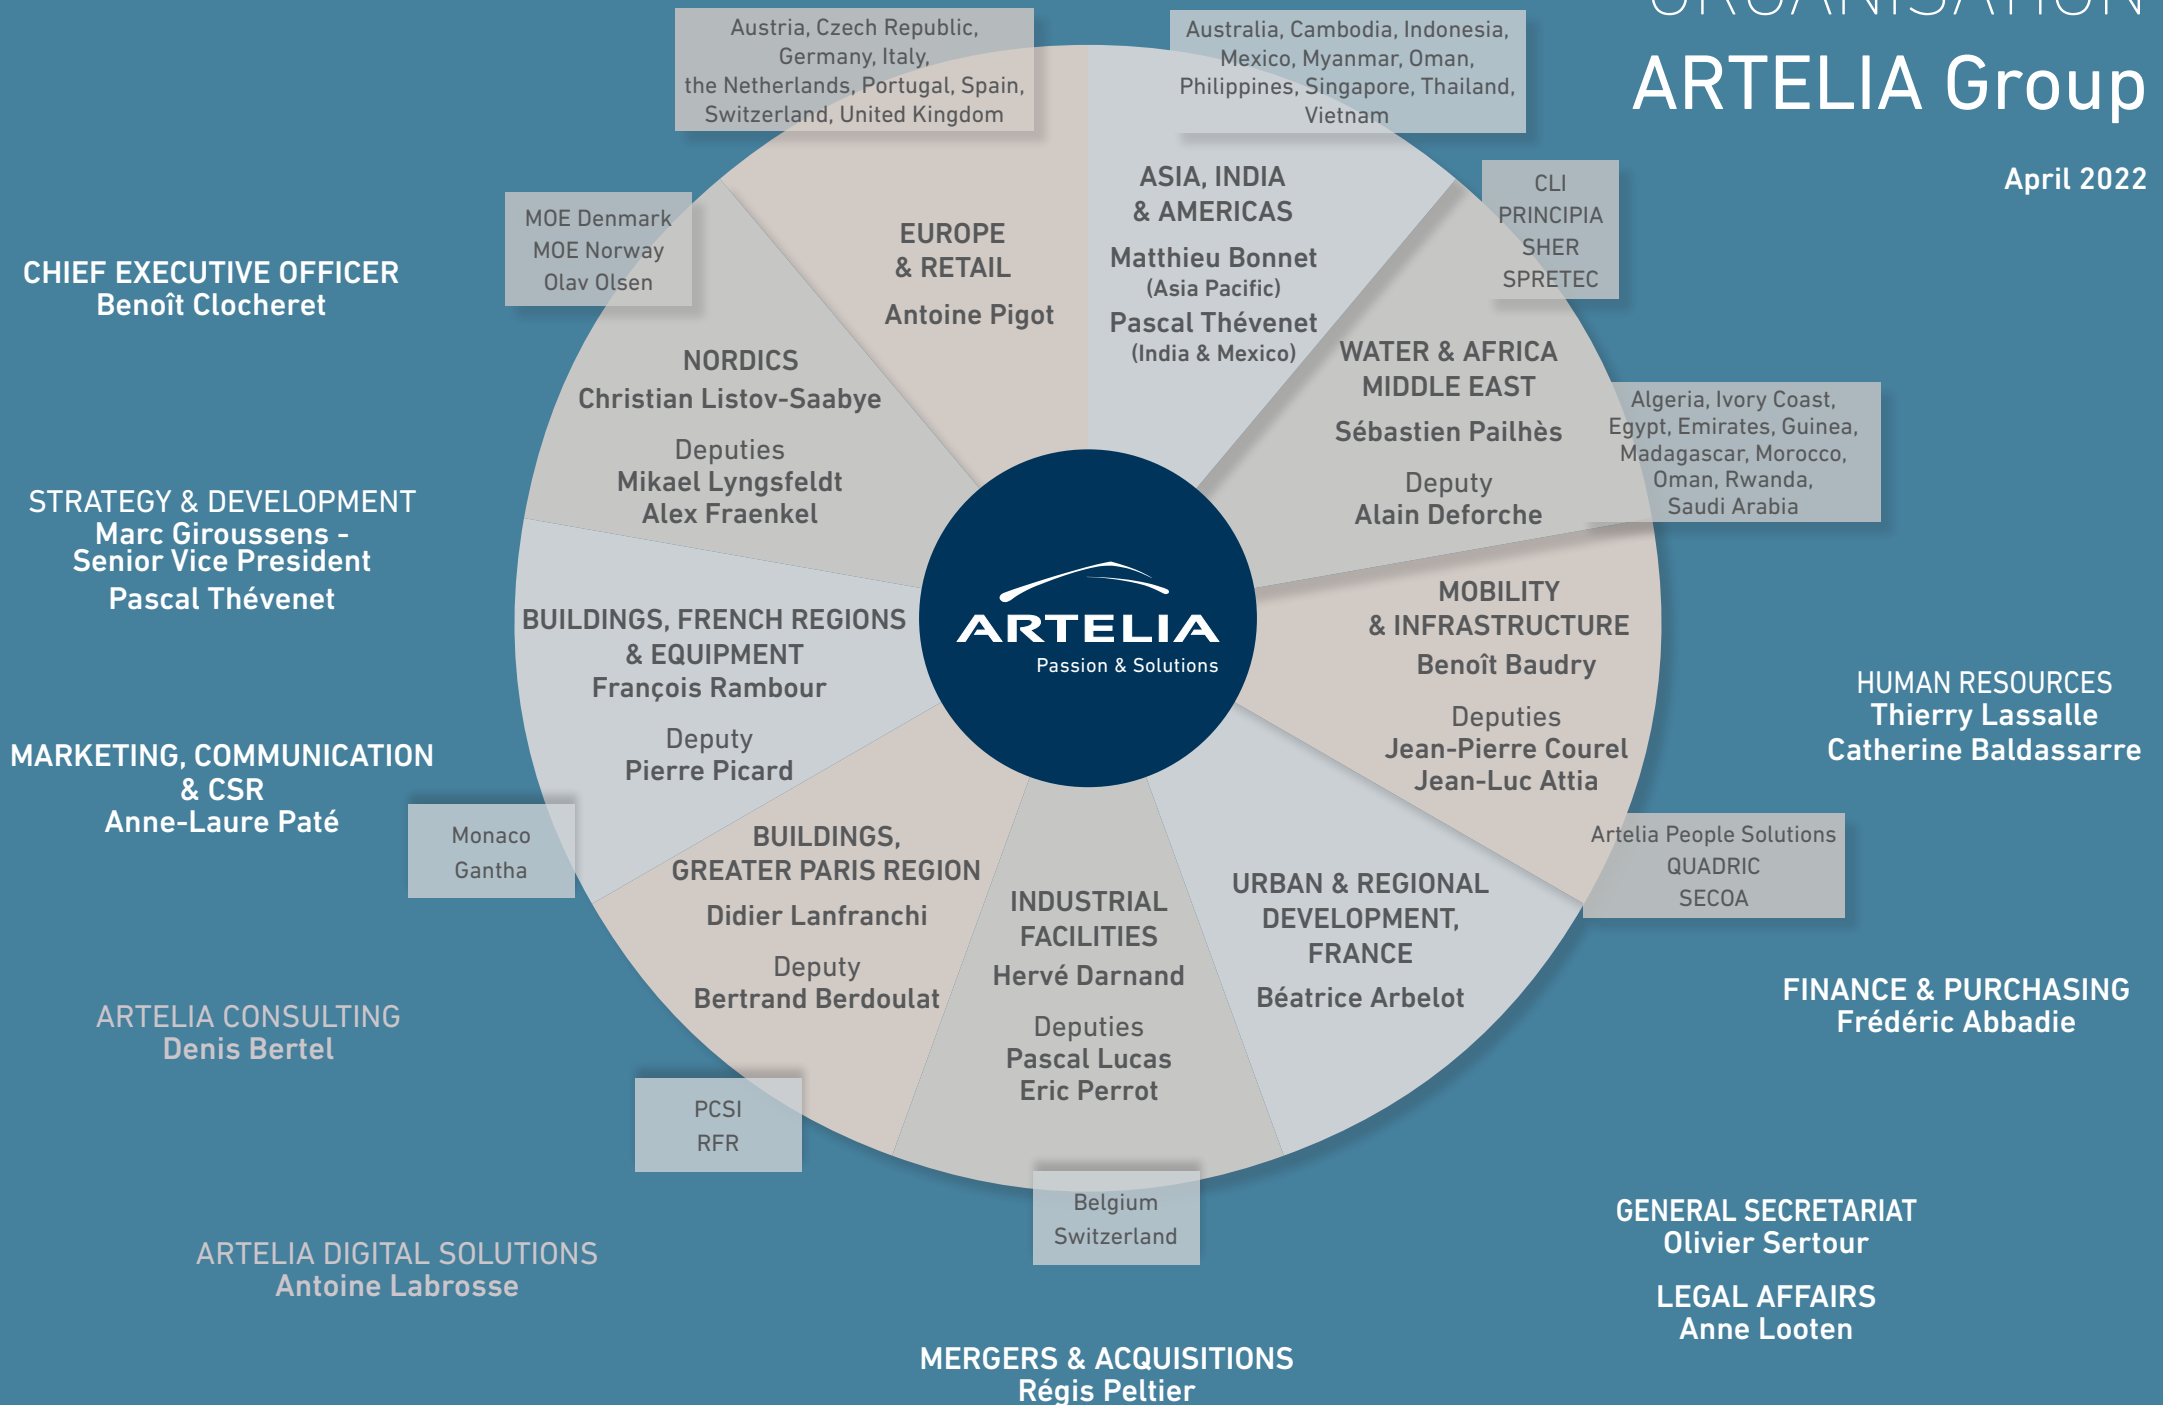 ORGANISATION
ARTELIA Group
April 2022
Austria, Czech Republic,
Germany, Italy,
the Netherlands, Portugal, Spain,
Switzerland, United Kingdom
Australia, Cambodia, Indonesia,
Mexico, Myanmar, Oman,
Philippines, Singapore, Thailand,
Vietnam
CLI
PRINCIPIA
SHER
SPRETEC
MOE Denmark
MOE Norway
Olav Olsen
Algeria, Ivory Coast,
Egypt, Emirates, Guinea,
Madagascar, Morocco,
Oman, Rwanda,
Saudi Arabia
CHIEF EXECUTIVE OFFICER
Benoît Clocheret
STRATEGY & DEVELOPMENT
Marc Giroussens -
Senior Vice President
Pascal Thévenet
MARKETING, COMMUNICATION
& CSR
Anne-Laure Paté
ARTELIA CONSULTING
Denis Bertel
ARTELIA DIGITAL SOLUTIONS
Antoine Labrosse
EUROPE
& RETAIL
Antoine Pigot
ASIA, INDIA
& AMERICAS
Matthieu Bonnet
(Asia Pacific)
Pascal Thévenet
(India & Mexico)
WATER & AFRICA
MIDDLE EAST
Sébastien Pailhès
Deputy
Alain Deforche
NORDICS
Christian Listov-Saabye
Deputies
Mikael Lyngsfeldt
Alex Fraenkel
MOBILITY
& INFRASTRUCTURE
Benoît Baudry
Deputies
Jean-Pierre Courel
Jean-Luc Attia
ARTELIA
Passion & Solutions
BUILDINGS, FRENCH REGIONS
& EQUIPMENT
François Rambour
Deputy
Pierre Picard
Monaco
Gantha
BUILDINGS,
GREATER PARIS REGION
Didier Lanfranchi
Deputy
Bertrand Berdoulat
PCSI
RFR
INDUSTRIAL
FACILITIES
Hervé Darnand
Deputies
Pascal Lucas
Eric Perrot
Belgium
Switzerland
URBAN & REGIONAL
DEVELOPMENT,
FRANCE
Béatrice Arbelot
Artelia People Solutions
QUADRIC
SECOA
HUMAN RESOURCES
Thierry Lassalle
Catherine Baldassarre
FINANCE & PURCHASING
Frédéric Abbadie
GENERAL SECRETARIAT
Olivier Sertour
LEGAL AFFAIRS
Anne Looten
MERGERS & ACQUISITIONS
Régis Peltier